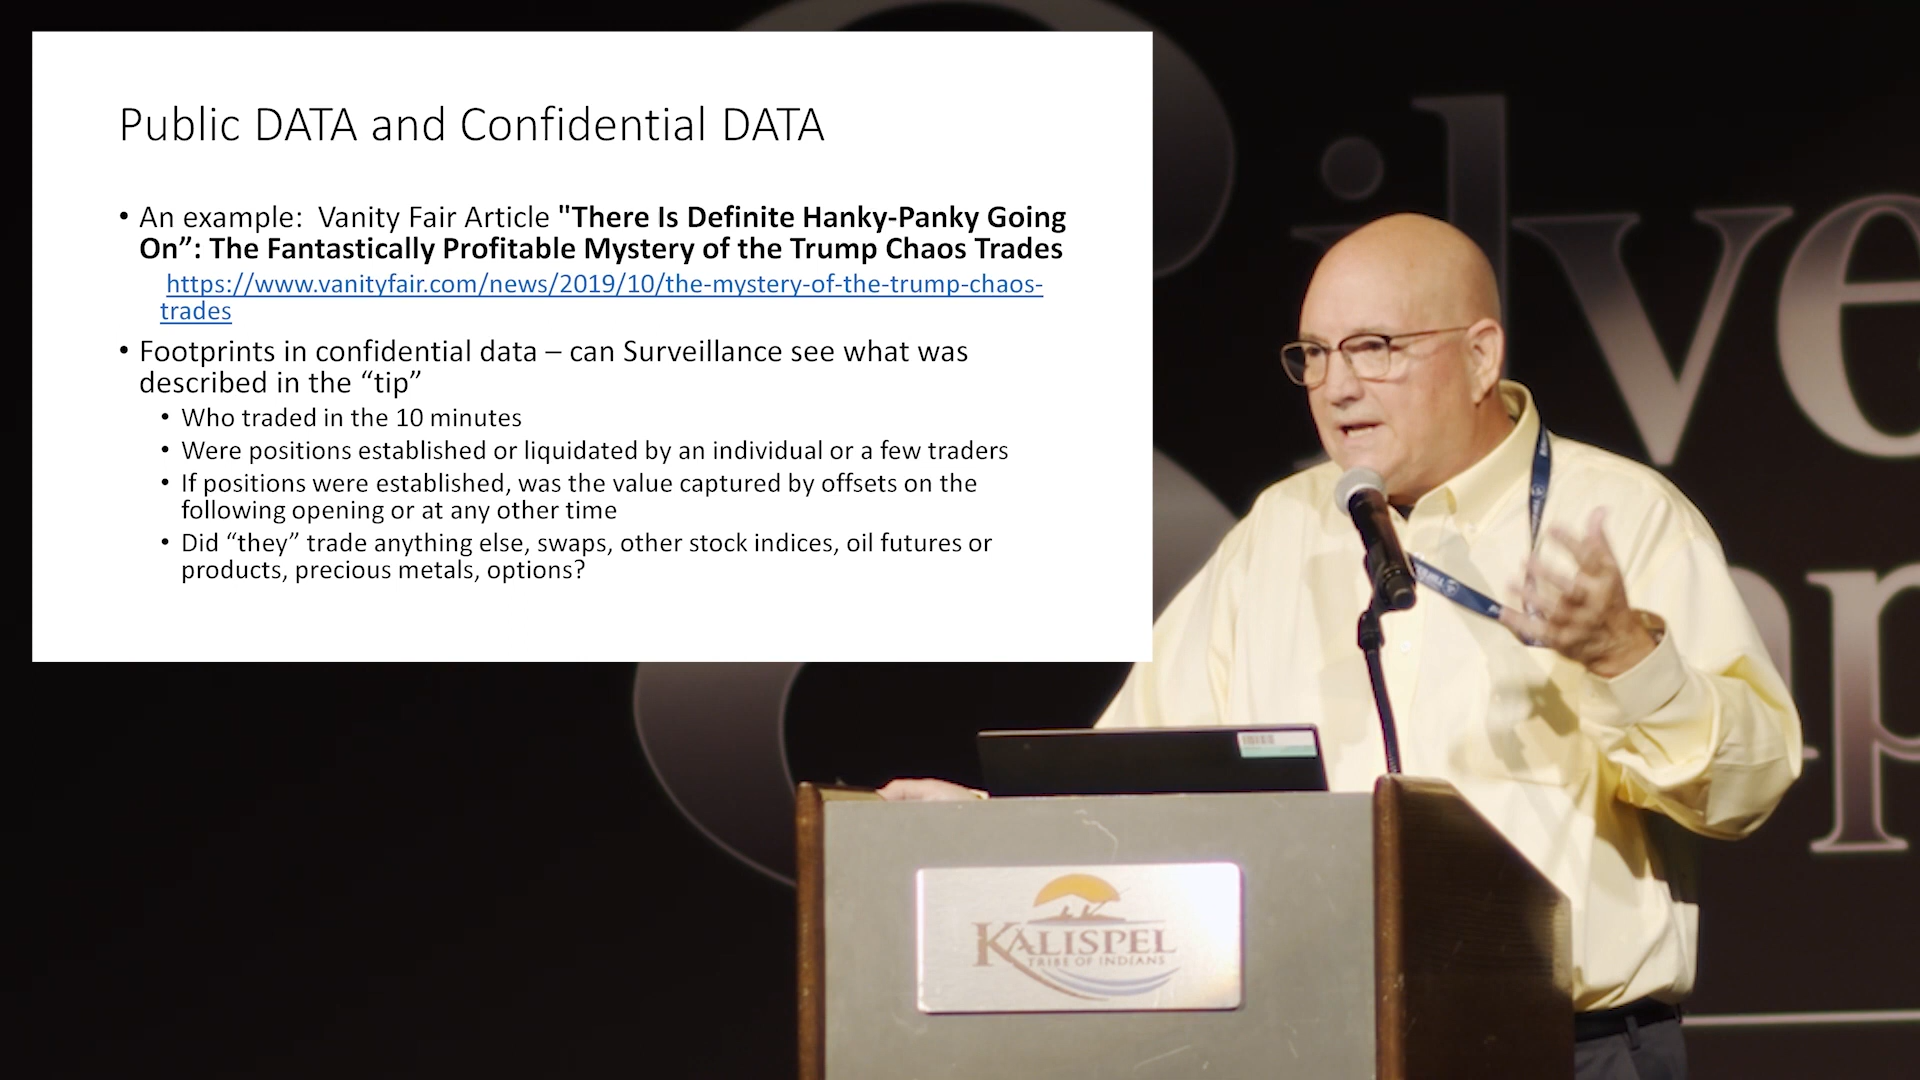 Public DATA and Confidential DATA
• An example:  Vanity Fair Article "There Is Definite Hanky-Panky Going
On”: The Fantastically Profitable Mystery of the Trump Chaos Trades
https://www.vanityfair.com/news/2019/10/the-mystery-of-the-trump-chaos-
trades
• Footprints in confidential data – can Surveillance see what was
described in the “tip”
• Who traded in the 10 minutes
• Were positions established or liquidated by an individual or a few traders
• If positions were established, was the value captured by offsets on the
following opening or at any other time
• Did “they” trade anything else, swaps, other stock indices, oil futures or
products, precious metals, options?
KALISPEL
TRIBE OF INDIANS